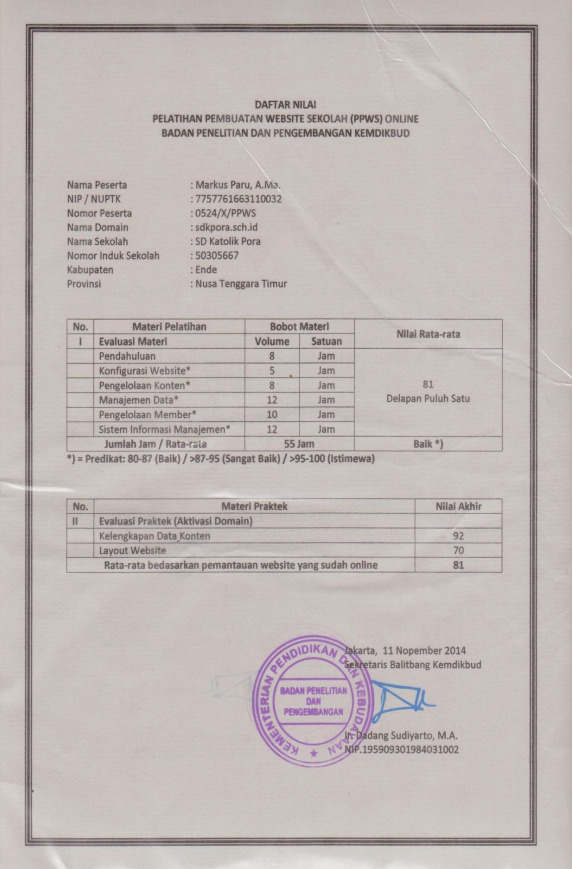 DAFTAR NILAI
PELATIHAN PEMBUATAN WEBSITE SEKOLAH (PPWS) ONLINE
BADAN PENELITIAN DAN PENGEMBANGAN KEMDIKBUD
Nama Peserta : Markus Paru, A.Ma.
NIP / NUPTK : 7757761663110032
Nomor Peserta : 0524/X/PPWS
Nama Domain : sdkpora.sch.id
Nama Sekolah : SD Katolik Pora
Nomor Induk Sekolah : 50305667
Kabupaten : Ende
Provinsi : Nusa Tenggara Timur
No. Materi Pelatihan Bobot Materi Nilai Rata-rata
I Evaluasi Materi Volume Satuan
Pendahuluan 8 Jam
Konfigurasi Website* 5 Jam
Pengelolaan Konten* 8 Jam 81
Manajemen Data* 12 Jam Delapan Puluh Satu
Pengelolaan Member* 10 Jam
Sistem Informasi Manajemen* 12 Jam
Jumlah Jam / Rata-rata 55 Jam Baik *)
*) = Predikat: 80-87 (Baik) / >87-95 (Sangat Baik) / >95-100 (Istimewa)
No. Materi Praktek Nilai Akhir
II Evaluasi Praktek (Aktivasi Domain)
Kelengkapan Data Konten 92
Layout Website 70
Rata-rata bedasarkan pemantauan website yang sudah online 81
Jakarta, 11 Nopember 2014
Sekretaris Balitbang Kemdikbud
KEMENTERIAN PENDIDIKAN DAN KEBUDAYAAN
BADAN PENELITIAN
DAN
PENGEMBANGAN
Ir. Dadang Sudiyarto, M.A.
NIP.195909301984031002